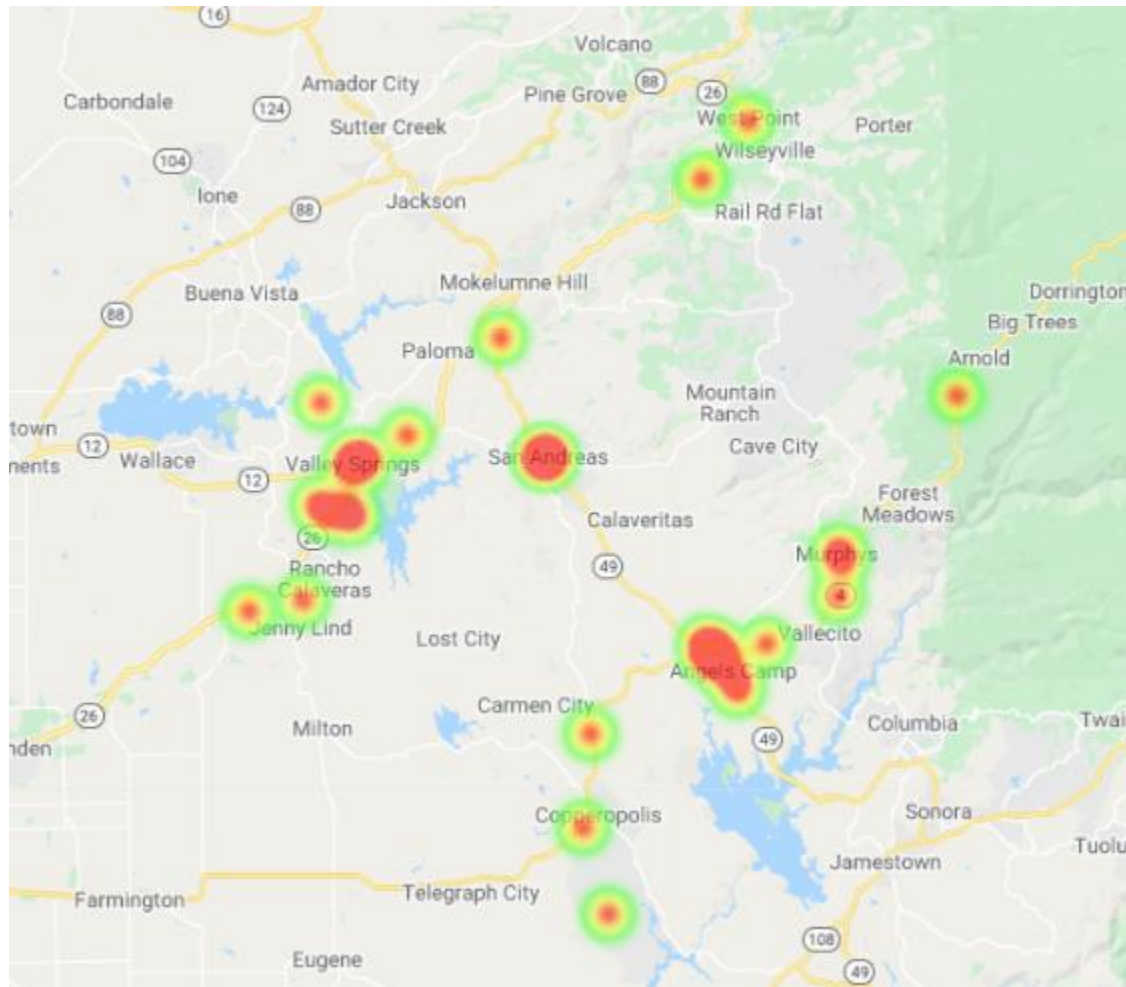 16
Volcano
88
26
Amador City
Pine Grove
Carbondale
124
West Point
Sutter Creek
Porter
104
Wilseyville
Ione
Jackson
88
Rail Rd Flat
Mokelumne Hill
Buena Vista
Dorrington
88
Big Trees
Paloma
Arnold
Mountain
Ranch
town
12
Cave City
ments
Wallace
Valley Springs
San Andreas
12
Forest
Meadows
Calaveritas
26
Murphys
49
Rancho
Calaveras
4
Jenny Lind
Vallecito
Lost City
Angels Camp
Carmen City
26
Milton
Columbia
Twai
nden
49
Copperopolis
Sonora
Tuolu
Jamestown
Farmington
Telegraph City
108
Eugene
49